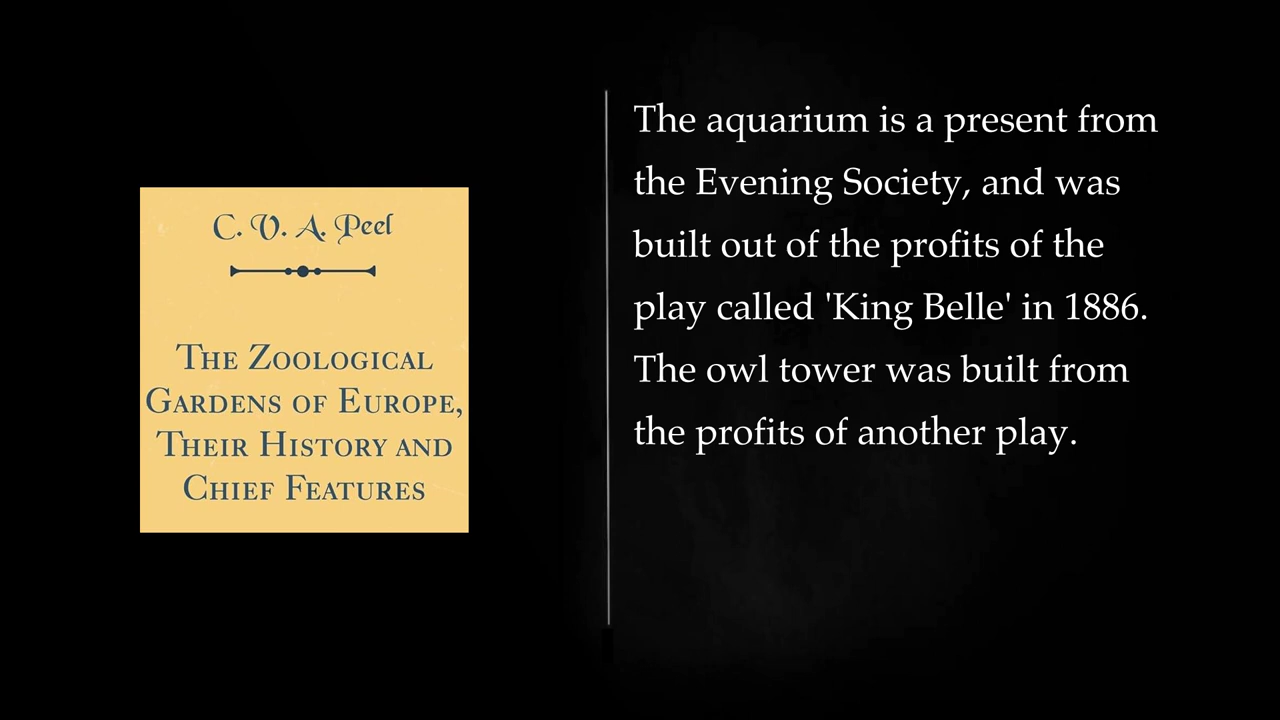 C. V. A. Peel
The Zoological
Gardens of Europe,
Their History and
Chief Features
The aquarium is a present from
the Evening Society, and was
built out of the profits of the
play called 'King Belle' in 1886.
The owl tower was built from
the profits of another play.